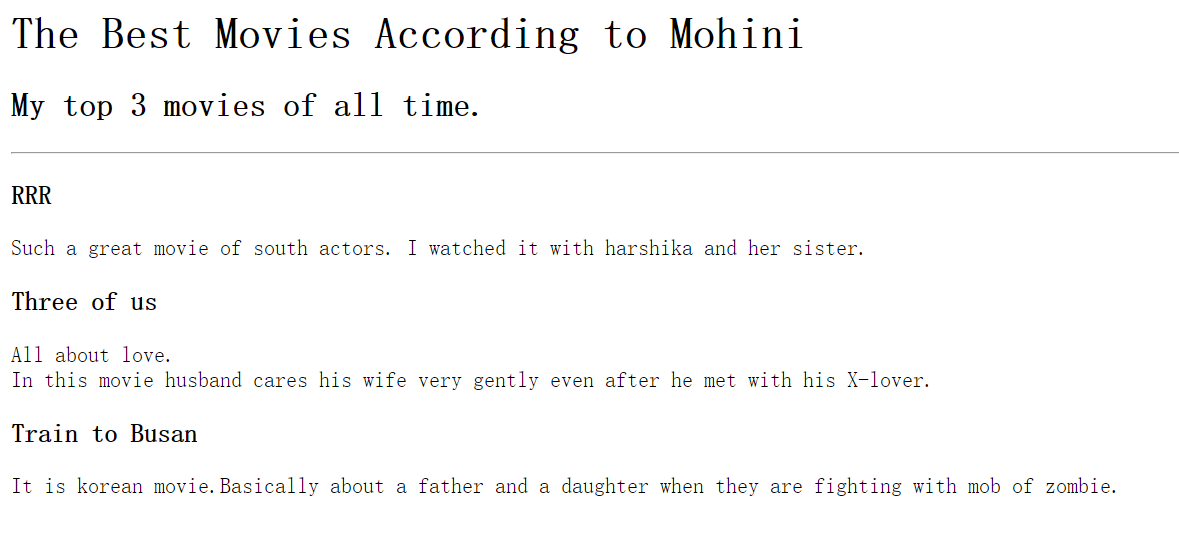 The Best Movies According to Mohini
My top 3 movies of all time.
RRR
Such a great movie of south actors. I watched it with harshika and her sister.
Three of us
All about love.
In this movie husband cares his wife very gently even after he met with his X-lover.
Train to Busan
It is korean movie.Basically about a father and a daughter when they are fighting with mob of zombie.